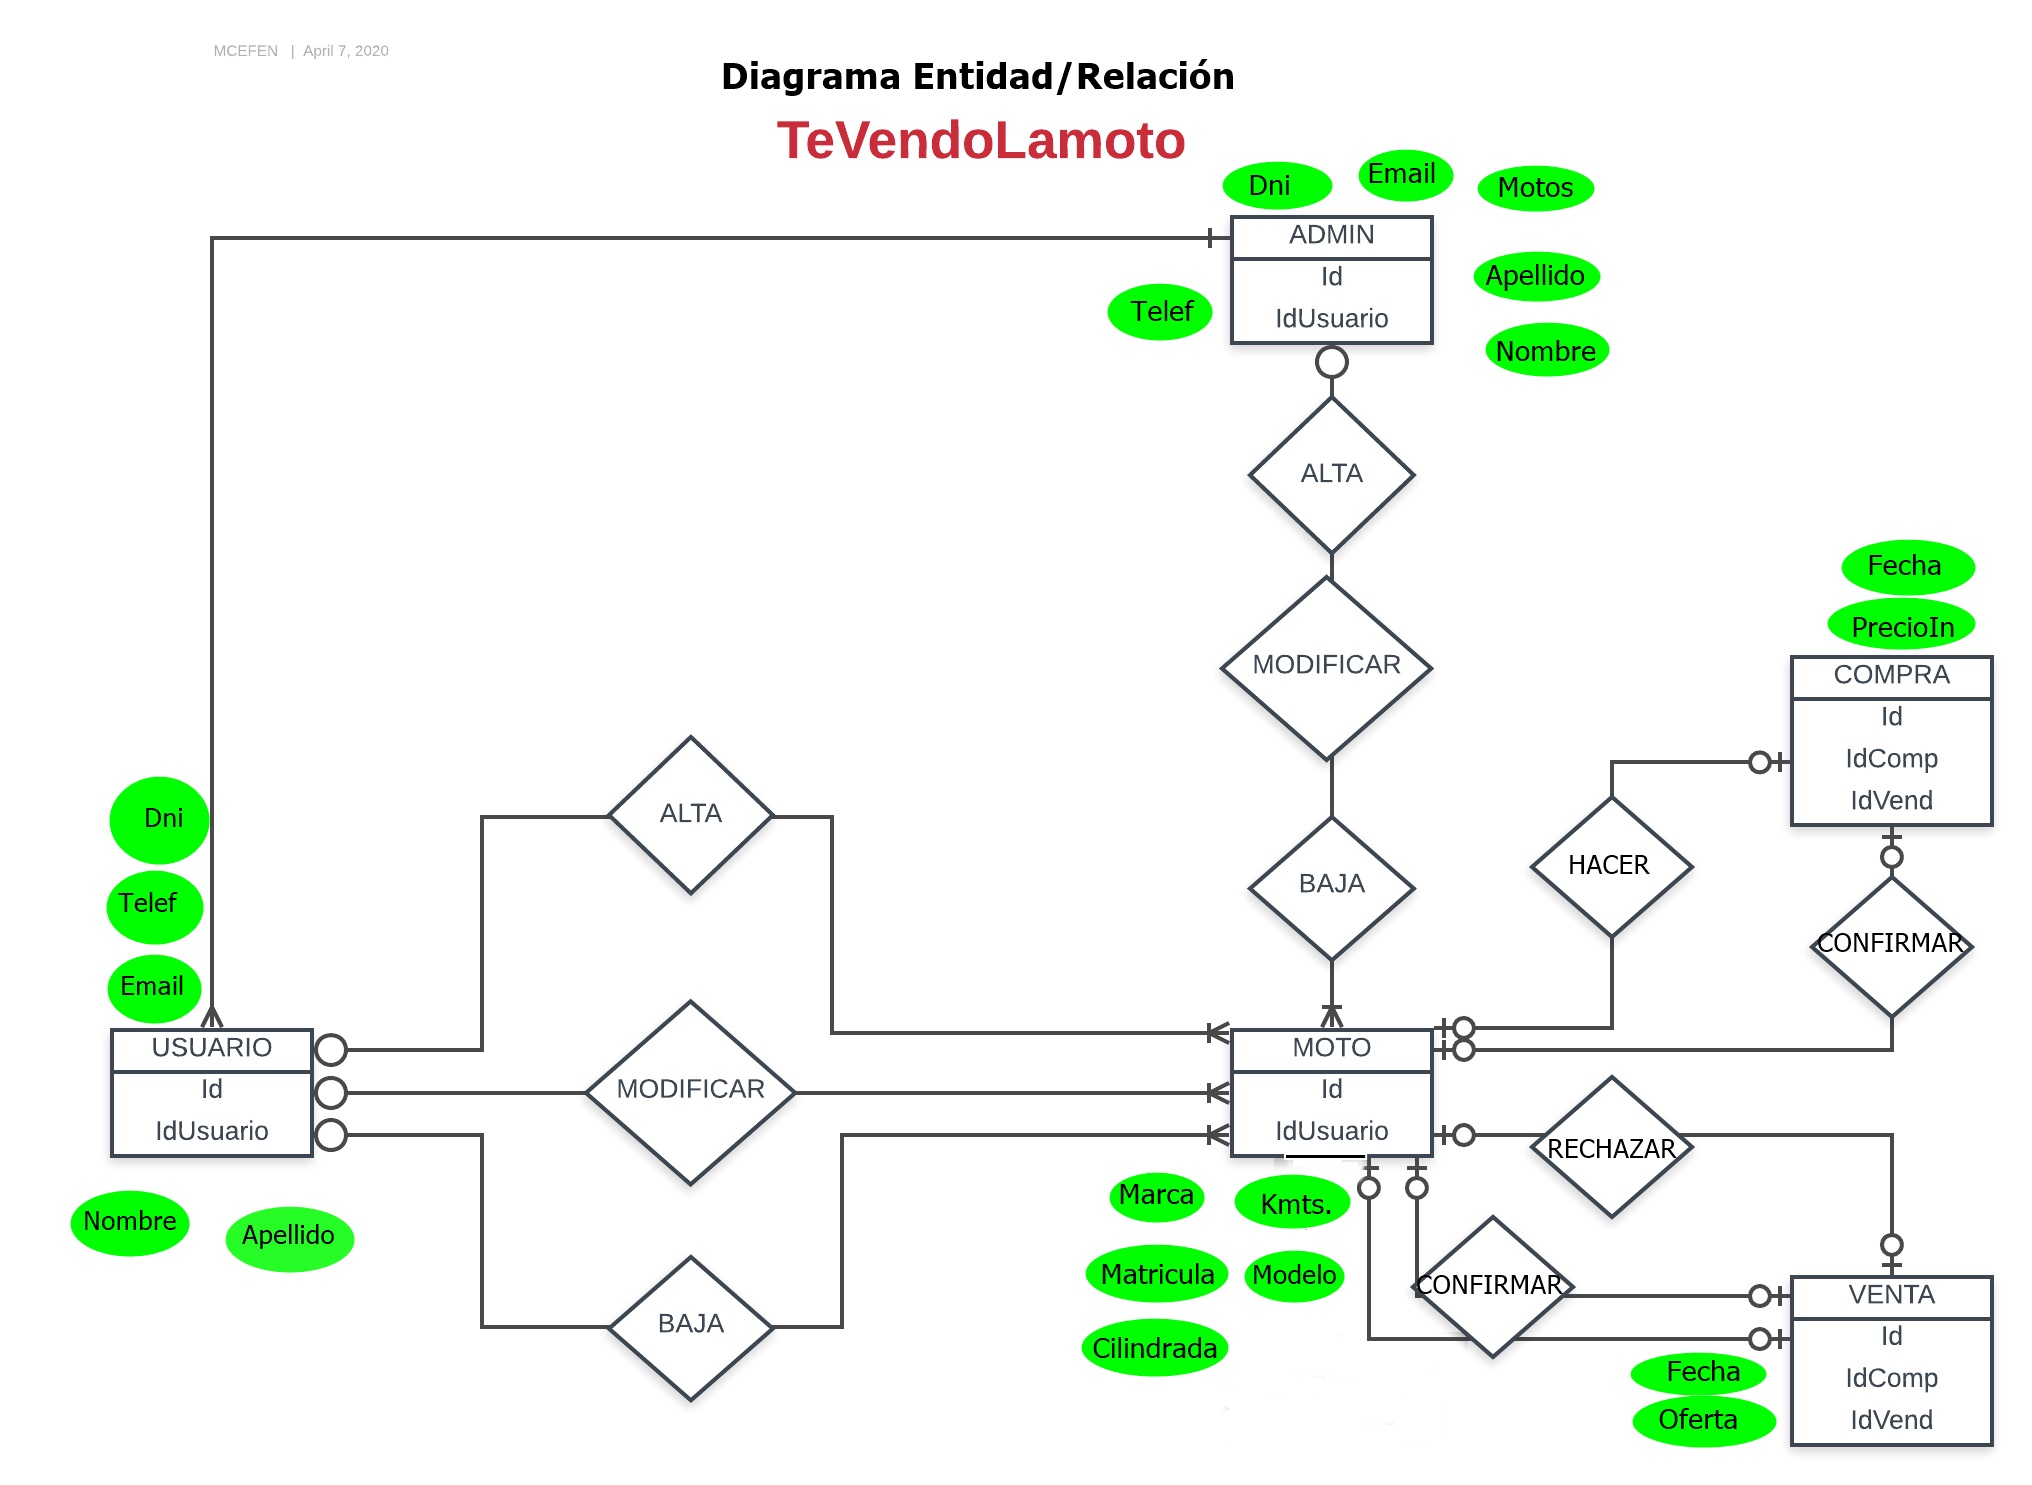 MCEFEN | April 7, 2020
Diagrama Entidad/Relación
TeVendoLamoto
Dni
Email
Motos
ADMIN
Id
IdUsuario
Telef
Apellido
Nombre
ALTA
MODIFICAR
BAJA
Fecha
PrecioIn
COMPRA
Id
IdComp
IdVend
HACER
CONFIRMAR
ALTA
MODIFICAR
BAJA
Dni
Telef
Email
USUARIO
Id
IdUsuario
Nombre
Apellido
MOTO
Id
IdUsuario
Marca
Kmts.
Matricula
Modelo
Cilindrada
RECHAZAR
CONFIRMAR
VENTA
Id
IdComp
IdVend
Fecha
Oferta